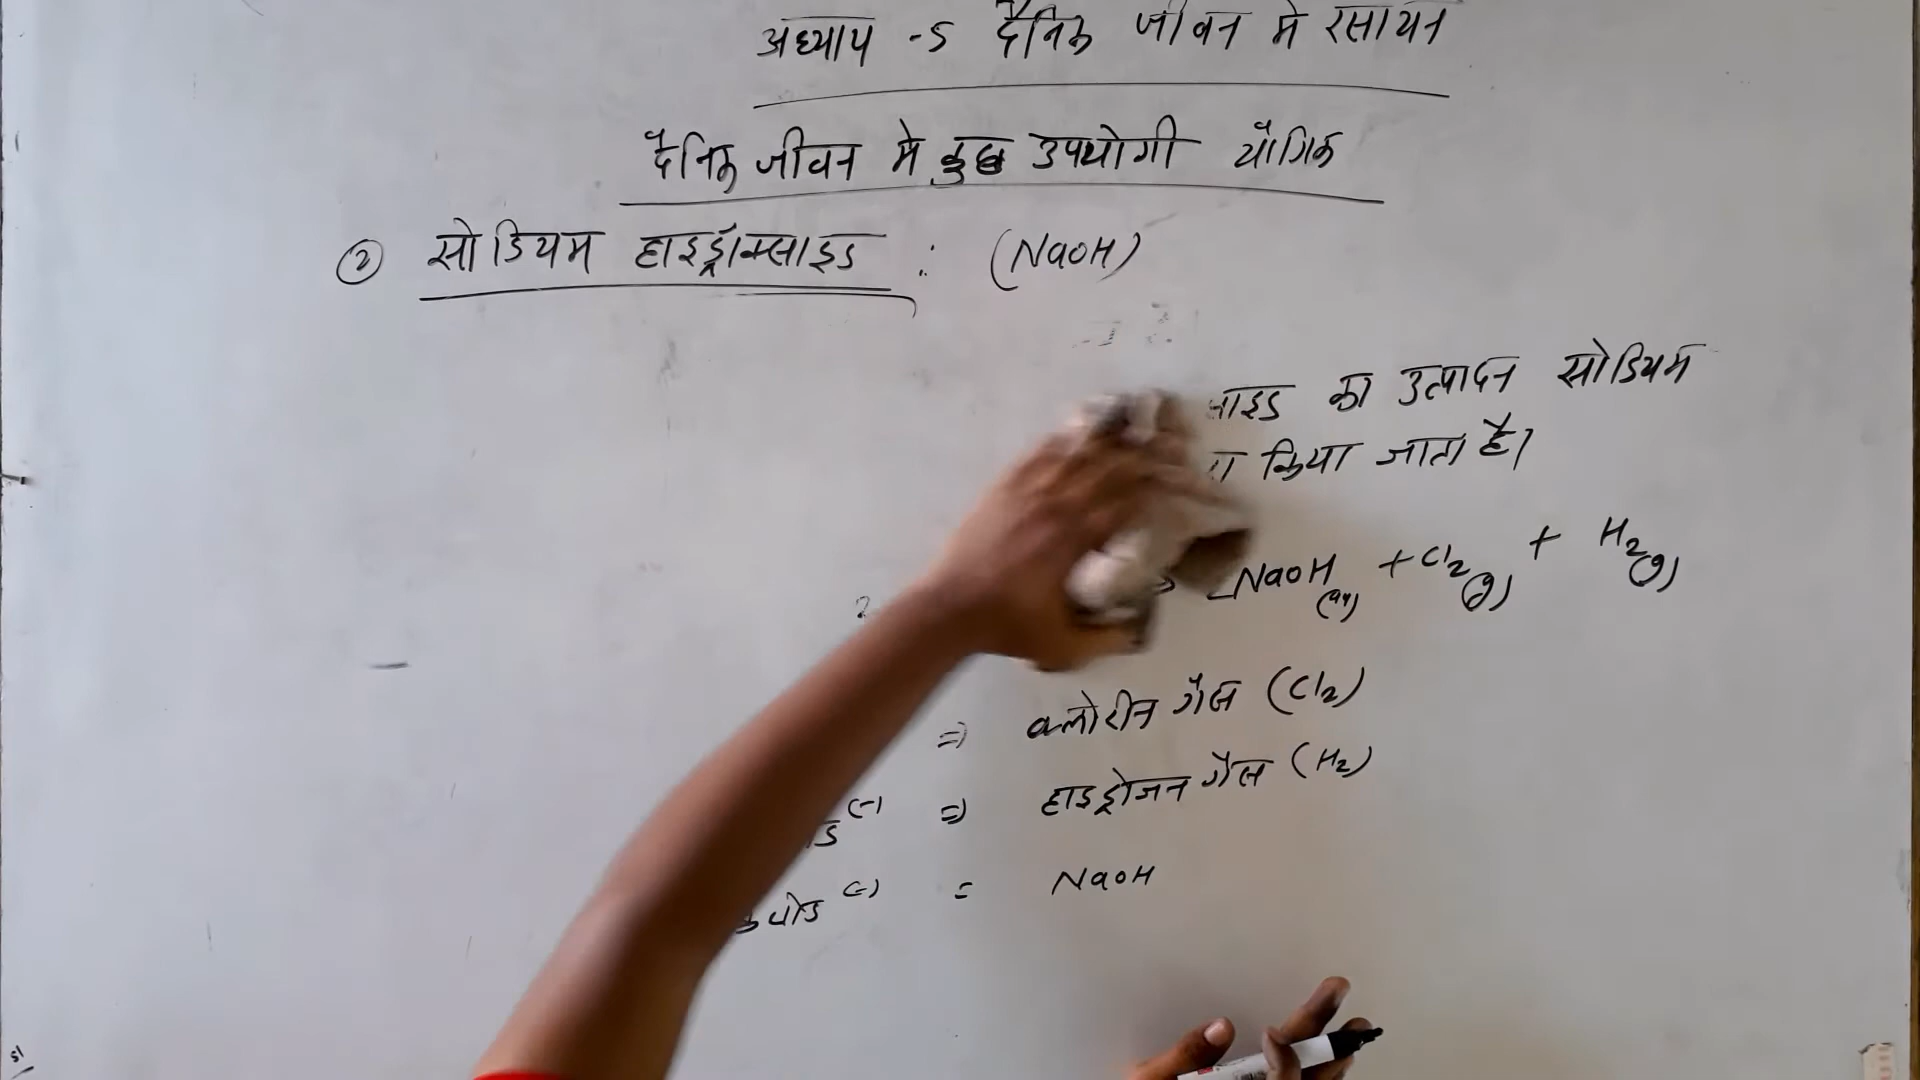 अध्याय -5 दैनिक जीवन मे रसायन
दैनिक जीवन मे कुछ उपयोगी यौगिक
② सोडियम हाइड्रॉक्साइड : (NaOH)
का उत्पादन सोडियम
किया जाता है।
NaOH(aq) + Cl2(g) + H2(g)
=> क्लोरीन गैस (Cl2)
(-) => हाइड्रोजन गैस (H2)
(-) = NaOH